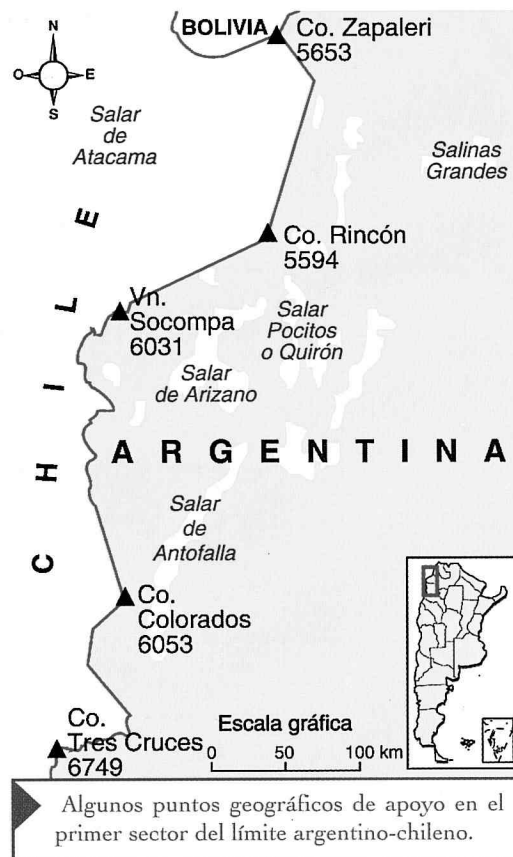 N
O
E
S
BOLIVIA
Co. Zapaleri
5653
Salar
de
Atacama
Salinas
Grandes
Co. Rincón
5594
Vn.
Socompa
6031
Salar
Pocitos
o Quirón
Salar
de Arizano
CHILE
ARGENTINA
Salar
de
Antofalla
Co.
Colorados
6053
Co.
Tres Cruces
6749
Escala gráfica
0 50 100 km
Algunos puntos geográficos de apoyo en el
primer sector del límite argentino-chileno.